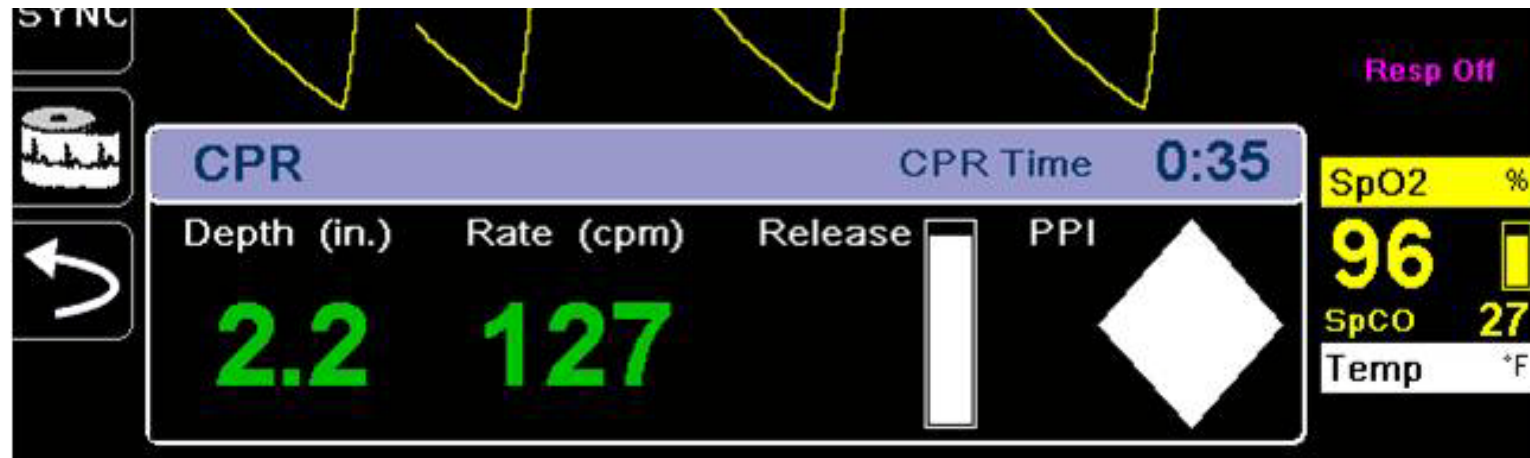 SYNC
Resp Off
CPR CPR Time 0:35
Depth (in.) Rate (cpm) Release PPI
2.2 127
SpO2 %
96
SpCO 27
Temp °F